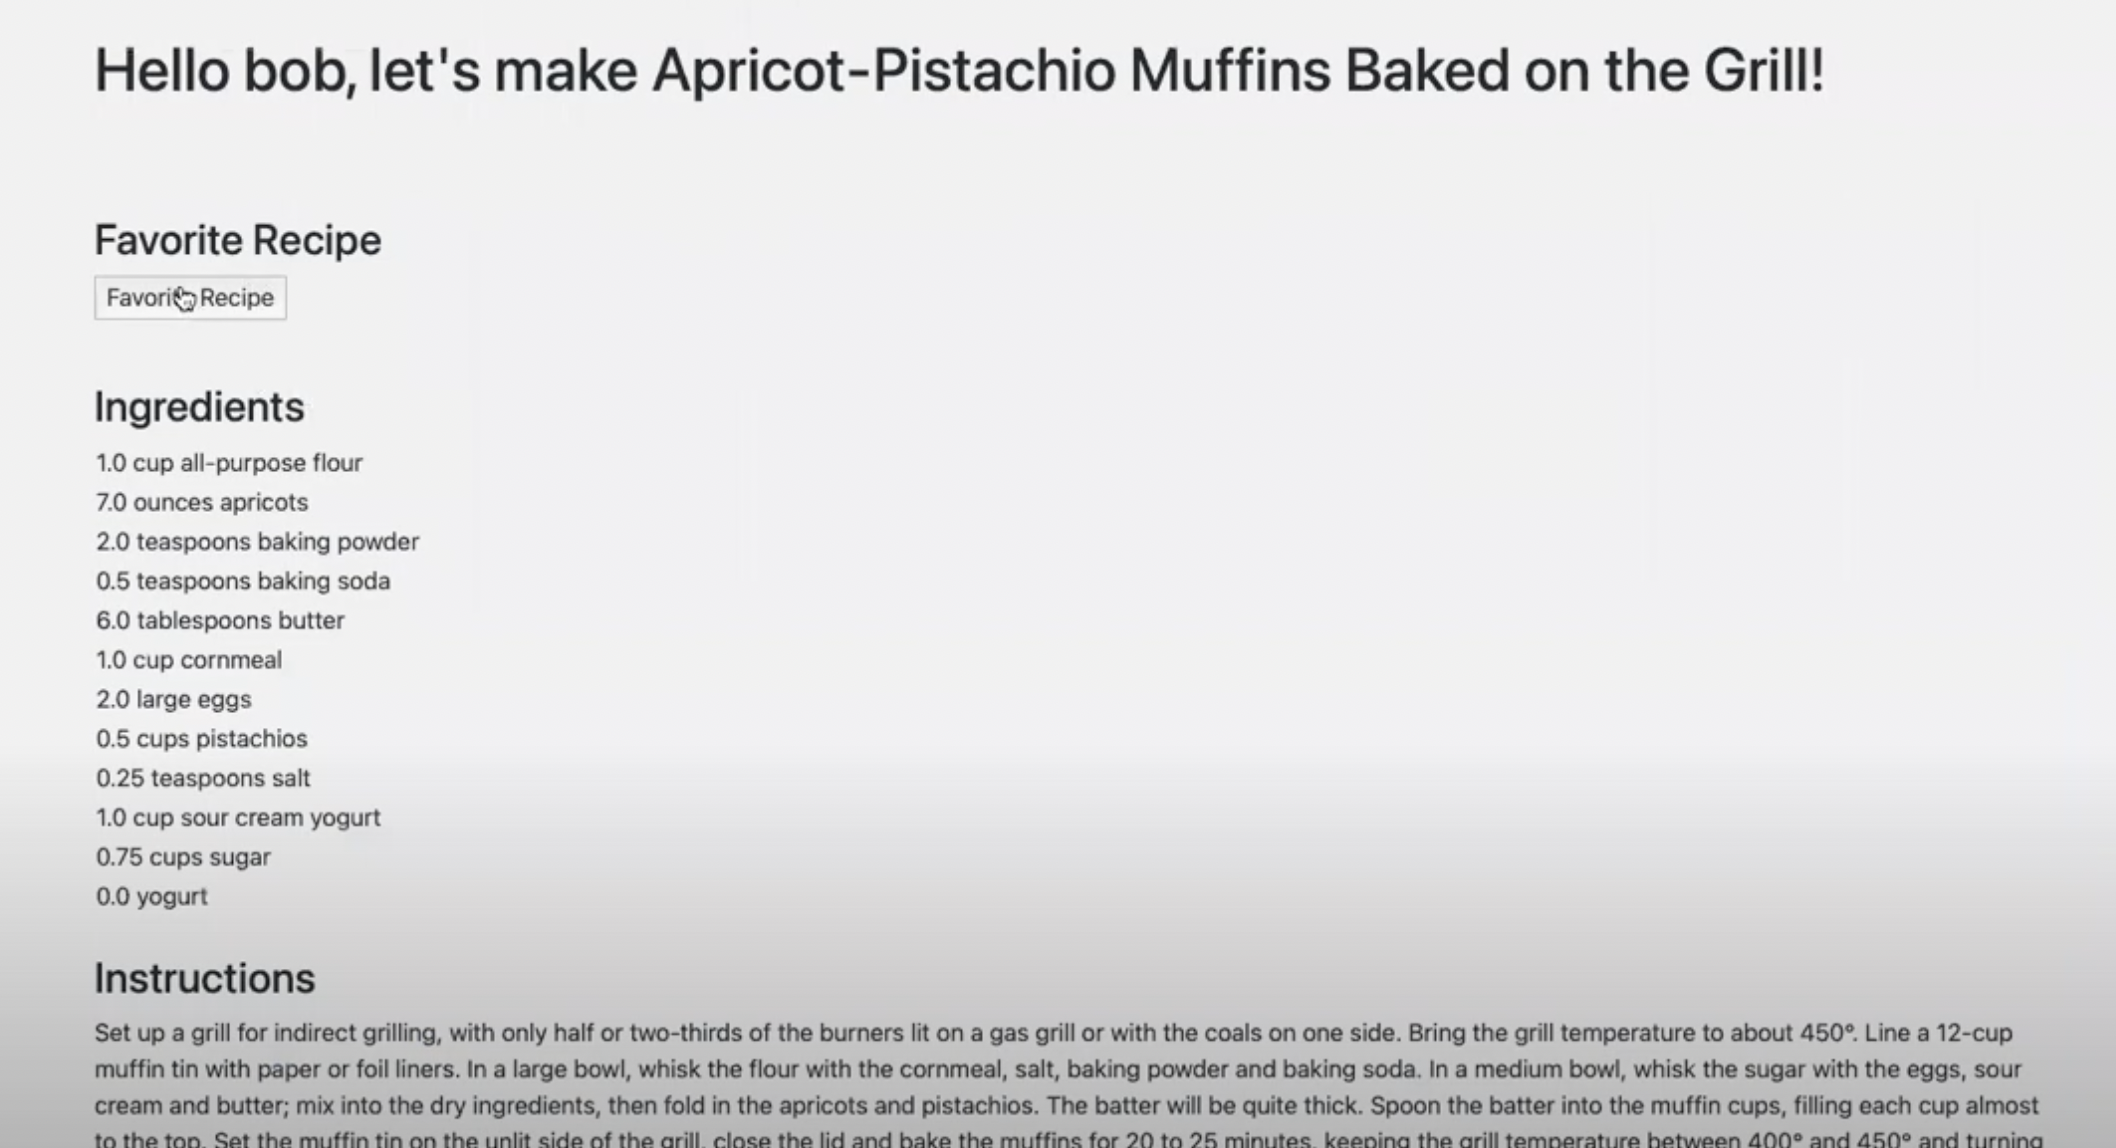 Hello bob, let's make Apricot-Pistachio Muffins Baked on the Grill!
Favorite Recipe
Favorite Recipe
Ingredients
1.0 cup all-purpose flour
7.0 ounces apricots
2.0 teaspoons baking powder
0.5 teaspoons baking soda
6.0 tablespoons butter
1.0 cup cornmeal
2.0 large eggs
0.5 cups pistachios
0.25 teaspoons salt
1.0 cup sour cream yogurt
0.75 cups sugar
0.0 yogurt
Instructions
Set up a grill for indirect grilling, with only half or two-thirds of the burners lit on a gas grill or with the coals on one side. Bring the grill temperature to about 450°. Line a 12-cup
muffin tin with paper or foil liners. In a large bowl, whisk the flour with the cornmeal, salt, baking powder and baking soda. In a medium bowl, whisk the sugar with the eggs, sour
cream and butter; mix into the dry ingredients, then fold in the apricots and pistachios. The batter will be quite thick. Spoon the batter into the muffin cups, filling each cup almost
to the top. Set the muffin tin on the unlit side of the grill, close the lid and bake the muffins for 20 to 25 minutes, keeping the grill temperature between 400° and 450° and turning